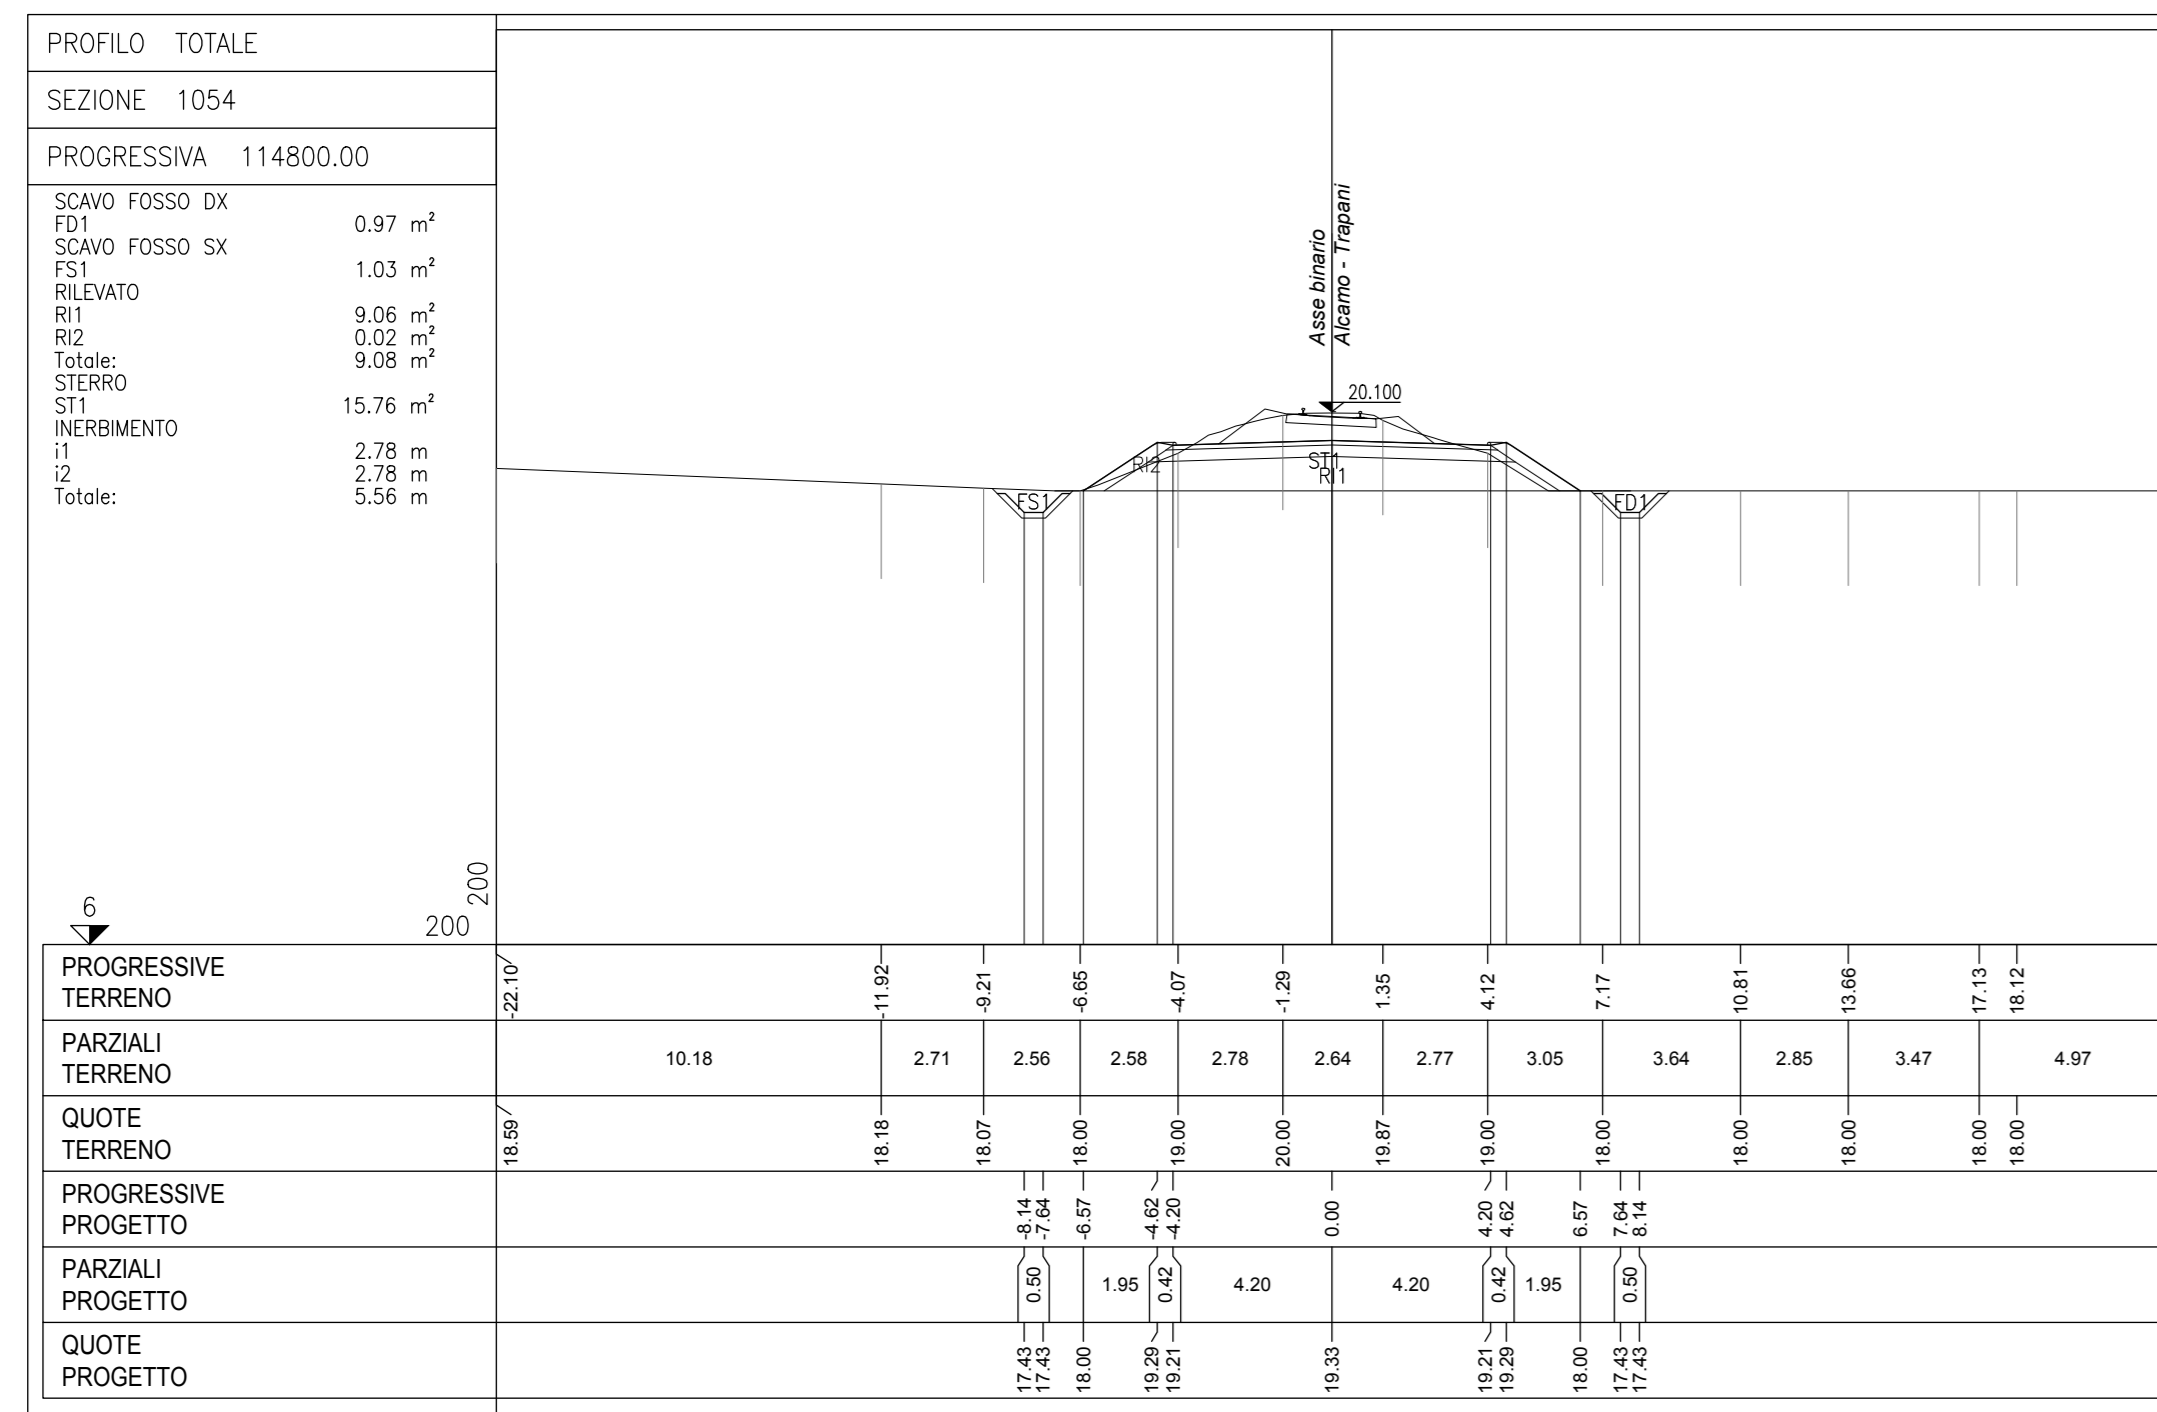 PROFILO TOTALE
SEZIONE 1054
PROGRESSIVA 114800.00
SCAVO FOSSO DX
FD1 0.97 m²
SCAVO FOSSO SX
FS1 1.03 m²
RILEVATO
RI1 9.06 m²
RI2 0.02 m²
Totale: 9.08 m²
STERRO
ST1 15.76 m²
INERBIMENTO
i1 2.78 m
i2 2.78 m
Totale: 5.56 m
Asse binario
Alcamo - Trapani
20.100
RI2
ST1
RI1
FS1
FD1
200
6
200
PROGRESSIVE
TERRENO
-22.10 -11.92 -9.21 -6.65 -4.07 -1.29 1.35 4.12 7.17 10.81 13.66 17.13 18.12
PARZIALI
TERRENO
10.18 2.71 2.56 2.58 2.78 2.64 2.77 3.05 3.64 2.85 3.47 4.97
QUOTE
TERRENO
18.59 18.18 18.07 18.00 19.00 20.00 19.87 19.00 18.00 18.00 18.00 18.00 18.00
PROGRESSIVE
PROGETTO
-8.14 -7.64 -6.57 -4.62 -4.20 0.00 4.20 4.62 6.57 7.64 8.14
PARZIALI
PROGETTO
0.50 1.95 0.42 4.20 4.20 0.42 1.95 0.50
QUOTE
PROGETTO
17.43 17.43 18.00 19.29 19.21 19.33 19.21 19.29 18.00 17.43 17.43